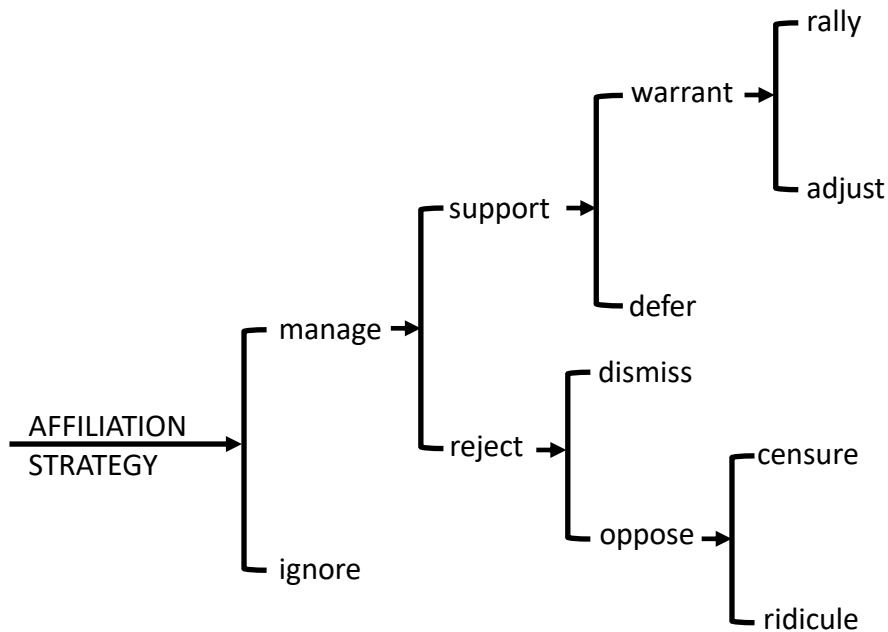 rally
warrant
adjust
support
defer
manage
dismiss
AFFILIATION
STRATEGY
reject
censure
oppose
ignore
ridicule